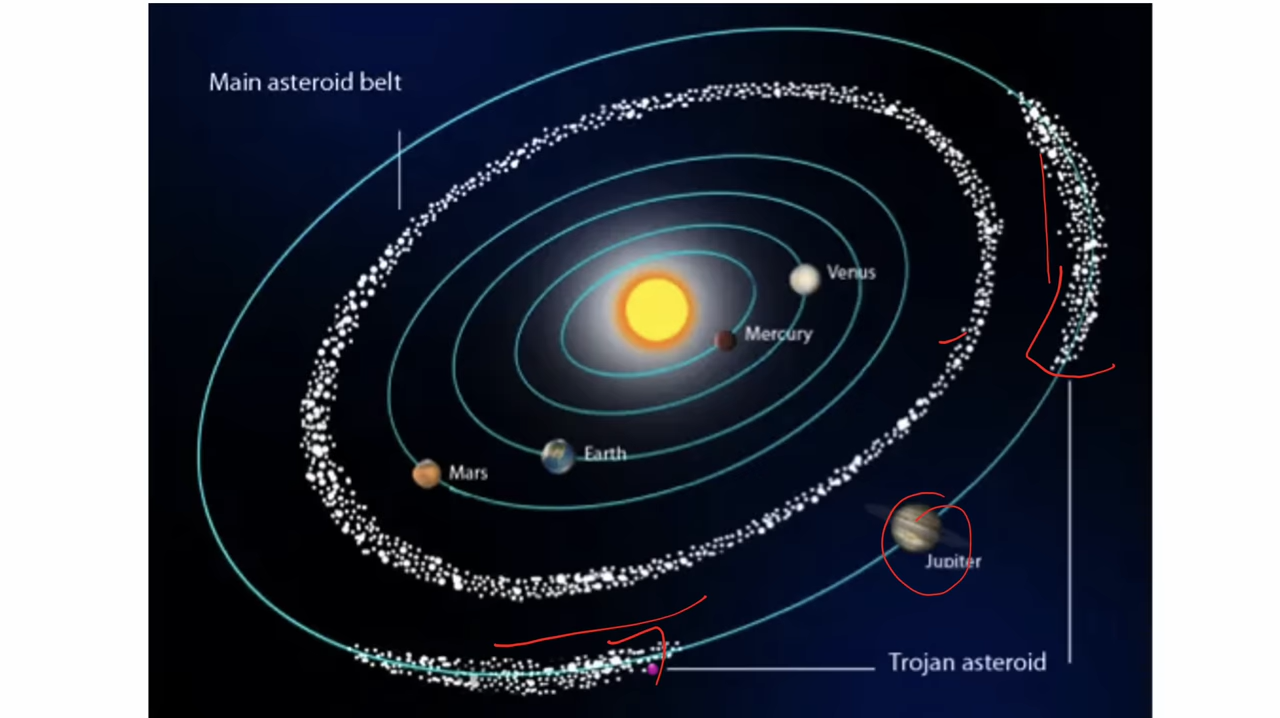 Main asteroid belt
Venus
Mercury
Earth
Mars
Jupiter
Trojan asteroid